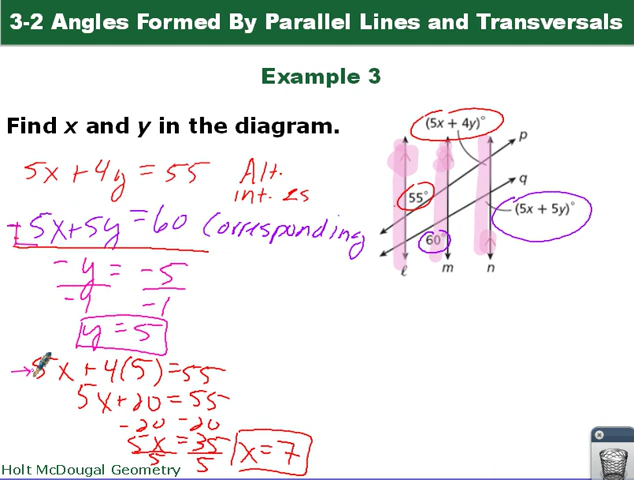 3-2 Angles Formed By Parallel Lines and Transversals
Example 3
Find x and y in the diagram.
(5x + 4y)°
p
q
55°
(5x + 5y)°
60°
ℓ m n
5x + 4y = 55 Alt. int. ∠s
- 5x + 5y = 60 Corresponding
-y = -5
-1 -1
y = 5
→ 5x + 4(5) = 55
5x + 20 = 55
-20 -20
5x = 35
5 5
x = 7
Holt McDougal Geometry